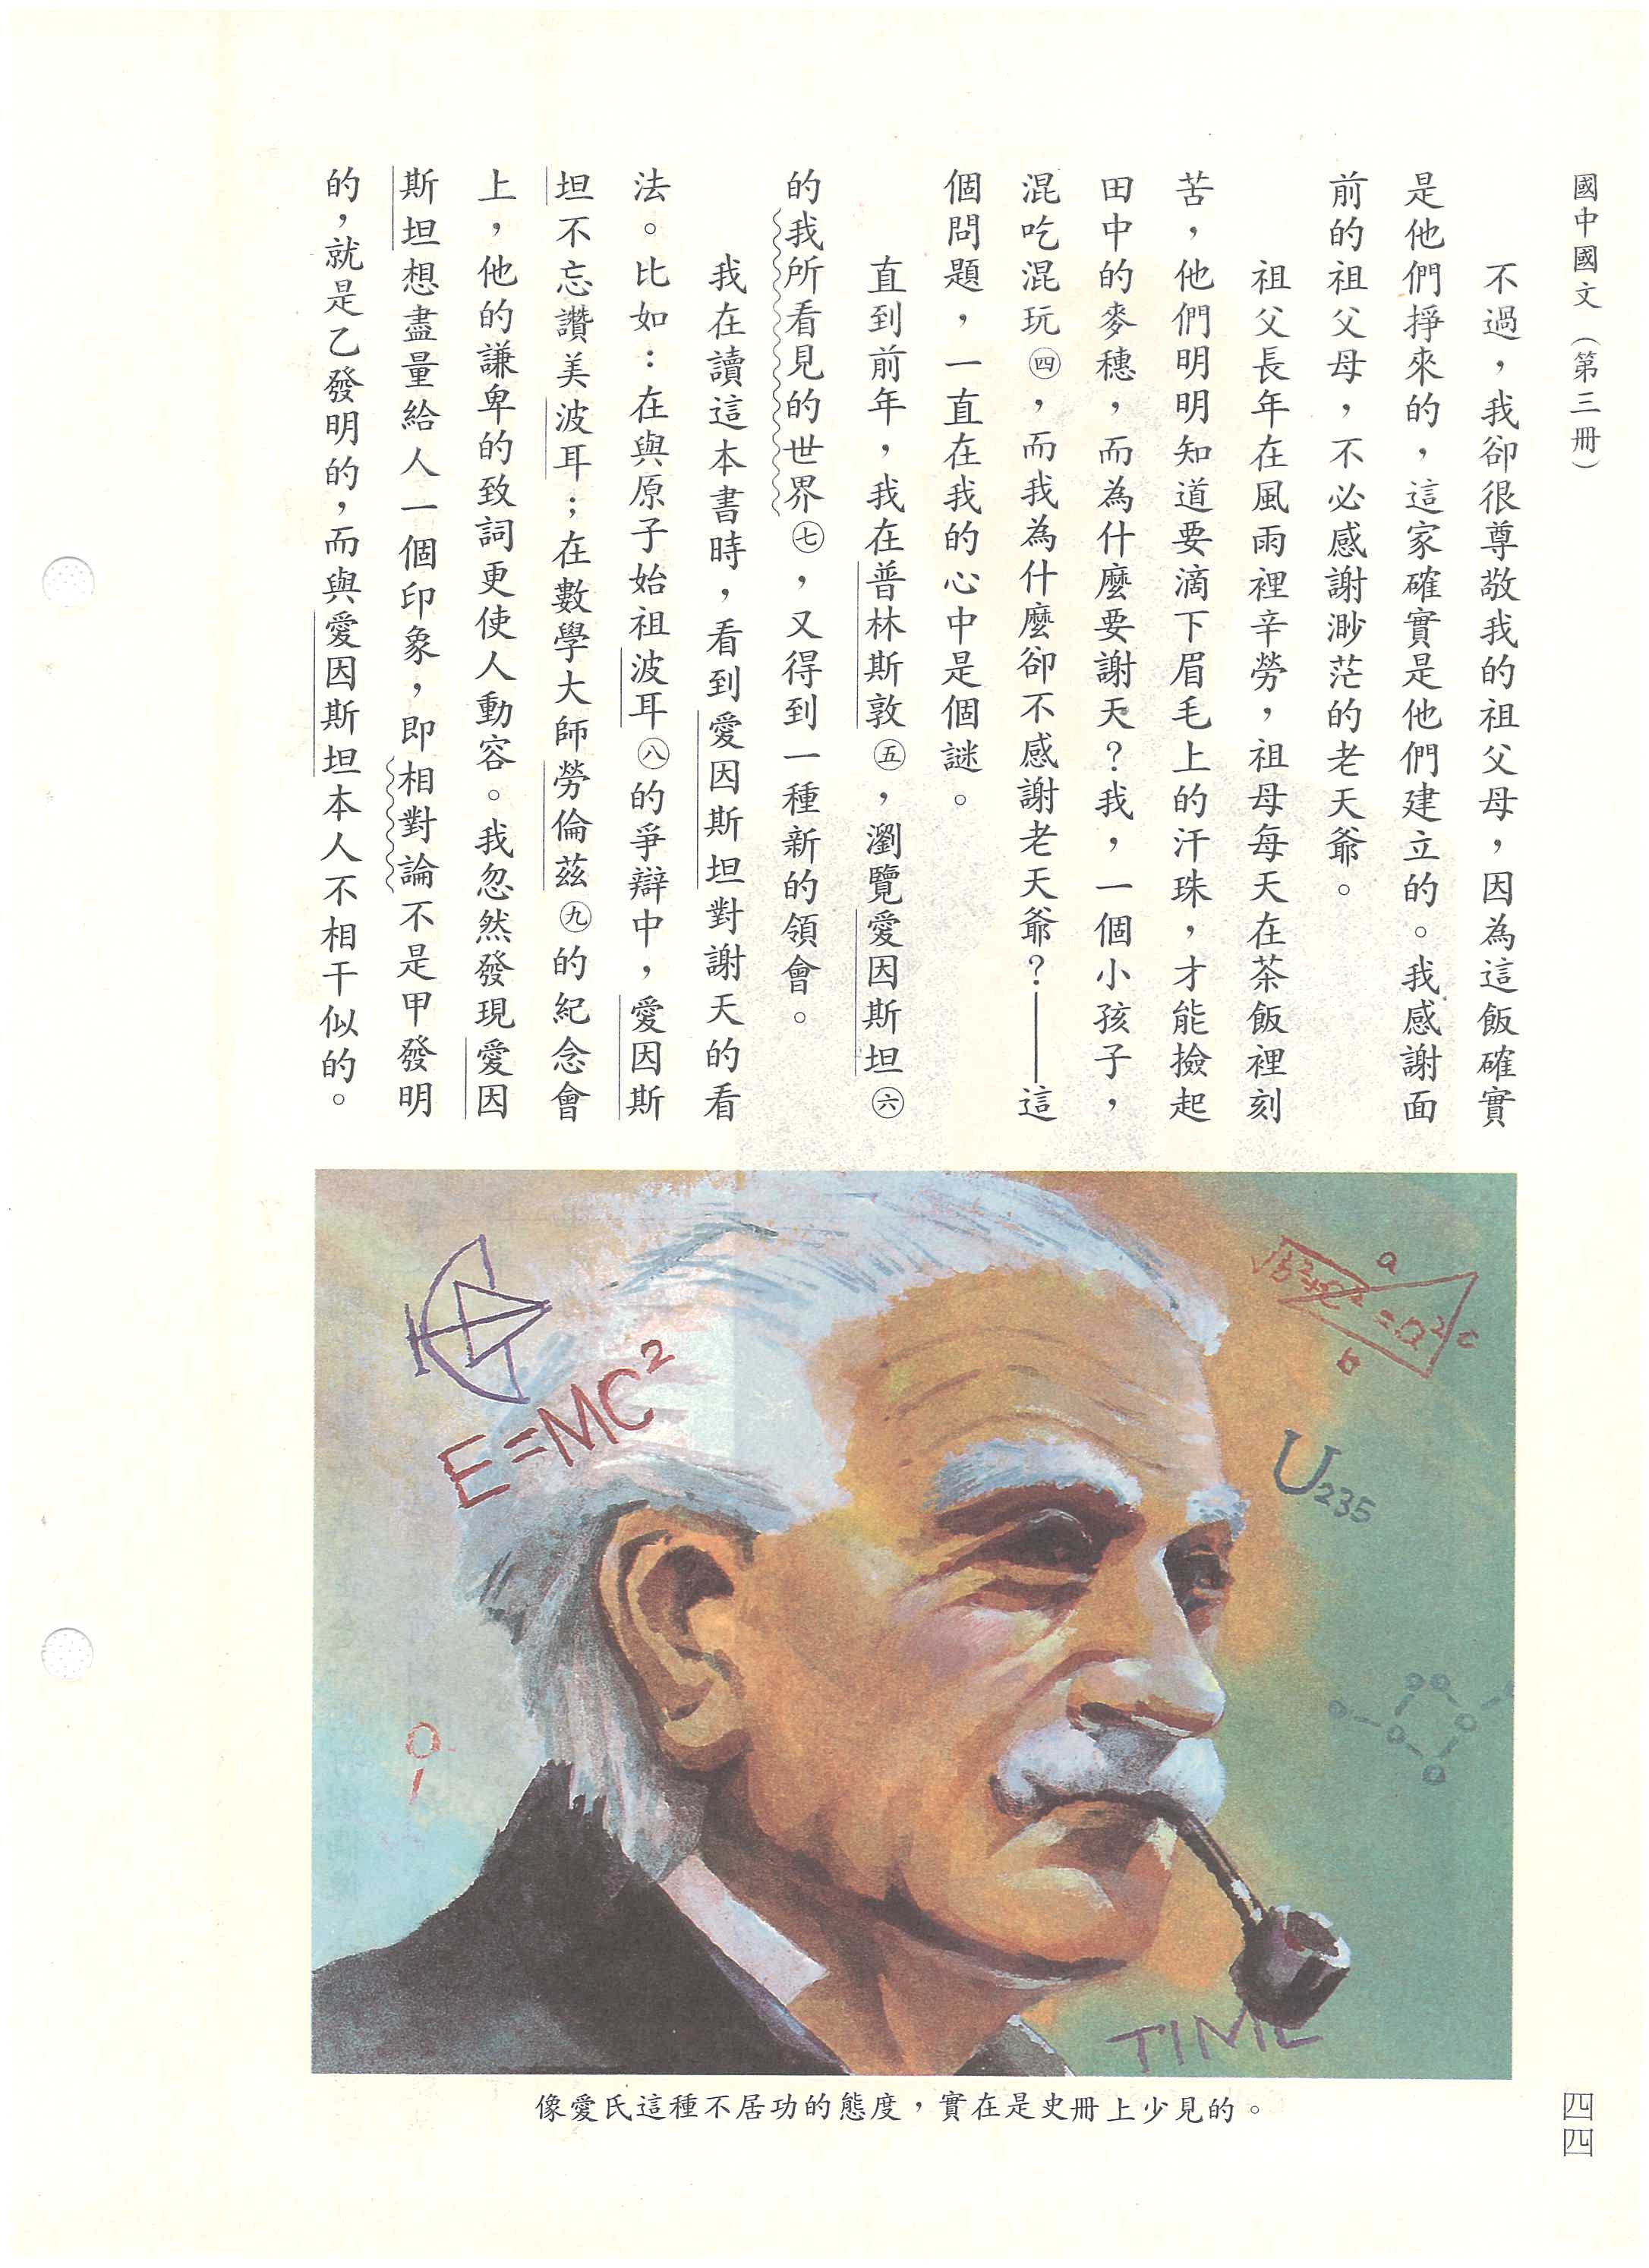 國中國文（第三冊）
不過，我卻很尊敬我的祖父母，因為這飯確實
是他們掙來的，這家確實是他們建立的。我感謝面
前的祖父母，不必感謝渺茫的老天爺。
祖父長年在風雨裡辛勞，祖母每天在茶飯裡刻
苦，他們明明知道要滴下眉毛上的汗珠，才能撿起
田中的麥穗，而為什麼要謝天？我，一個小孩子，
混吃混玩㊃，而我為什麼卻不感謝老天爺？——這
個問題，一直在我的心中是個謎。
直到前年，我在普林斯敦㊄，瀏覽愛因斯坦㊅
的我所看見的世界㊆，又得到一種新的領會。
我在讀這本書時，看到愛因斯坦對謝天的看
法。比如：在與原子始祖波耳㊇的爭辯中，愛因斯
坦不忘讚美波耳；在數學大師勞倫茲㊈的紀念會
上，他的謙卑的致詞更使人動容。我忽然發現愛因
斯坦想盡量給人一個印象，即相對論不是甲發明
的，就是乙發明的，而與愛因斯坦本人不相干似的。
E=MC²
√b²+c² =a²
a
b
c
U₂₃₅
TIME
像愛氏這種不居功的態度，實在是史冊上少見的。
四四